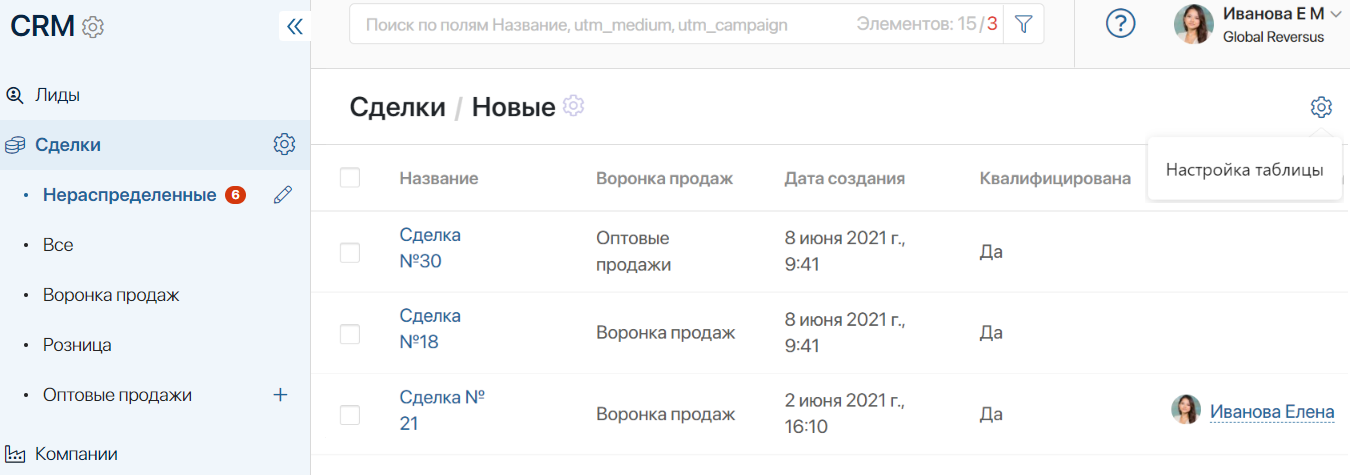 CRM
Поиск по полям Название, utm_medium, utm_campaign
Элементов: 15/3
?
Иванова Е М
Global Reversus
Лиды
Сделки
Нераспределенные 6
Все
Воронка продаж
Розница
Оптовые продажи
Компании
Сделки / Новые
Настройка таблицы
Название Воронка продаж Дата создания Квалифицирована
Сделка
№30
Оптовые
продажи
8 июня 2021 г.,
9:41
Да
Сделка
№18
Воронка продаж
8 июня 2021 г.,
9:41
Да
Сделка №
21
Воронка продаж
2 июня 2021 г.,
16:10
Да
Иванова Елена